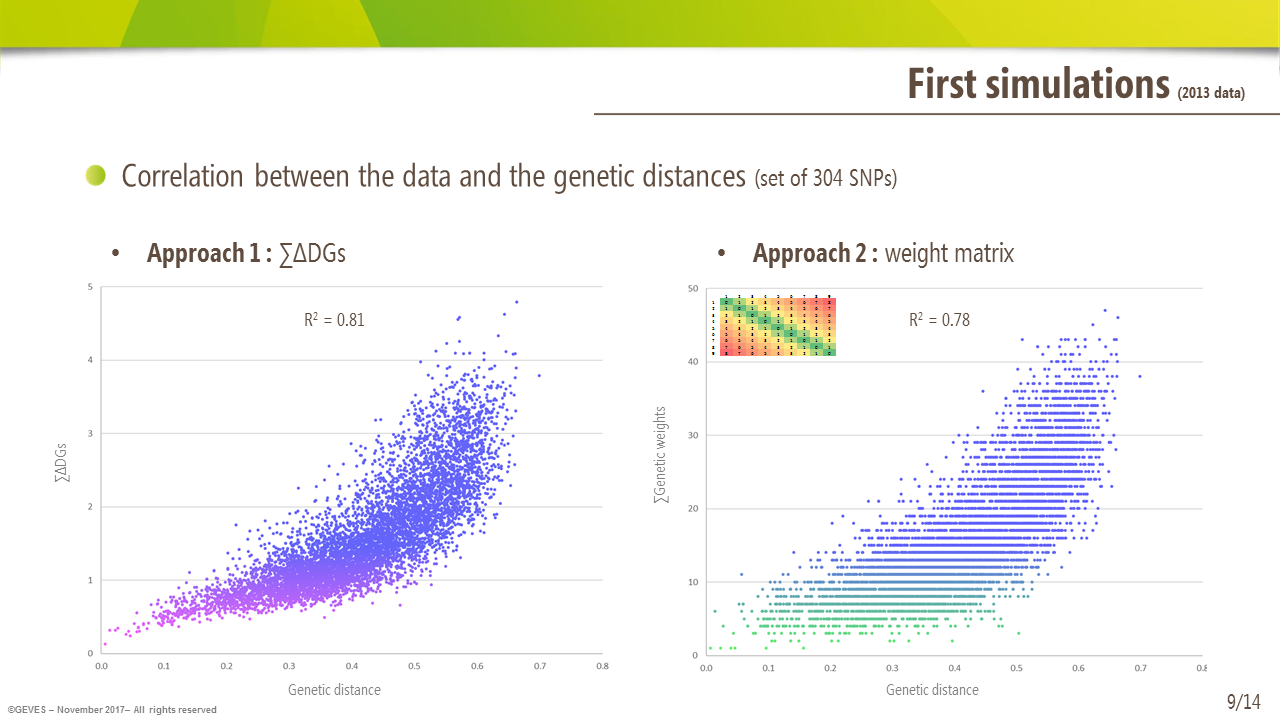 First simulations (2013 data)
Correlation between the data and the genetic distances (set of 304 SNPs)
• Approach 1 : ∑ΔDGs
• Approach 2 : weight matrix
R² = 0.81
5
4
3
2
1
0
∑ΔDGs
0.0 0.1 0.2 0.3 0.4 0.5 0.6 0.7 0.8
Genetic distance
R² = 0.78
50
40
30
20
10
0
∑Genetic weights
0.0 0.1 0.2 0.3 0.4 0.5 0.6 0.7 0.8
Genetic distance
©GEVES – November 2017– All rights reserved
9/14